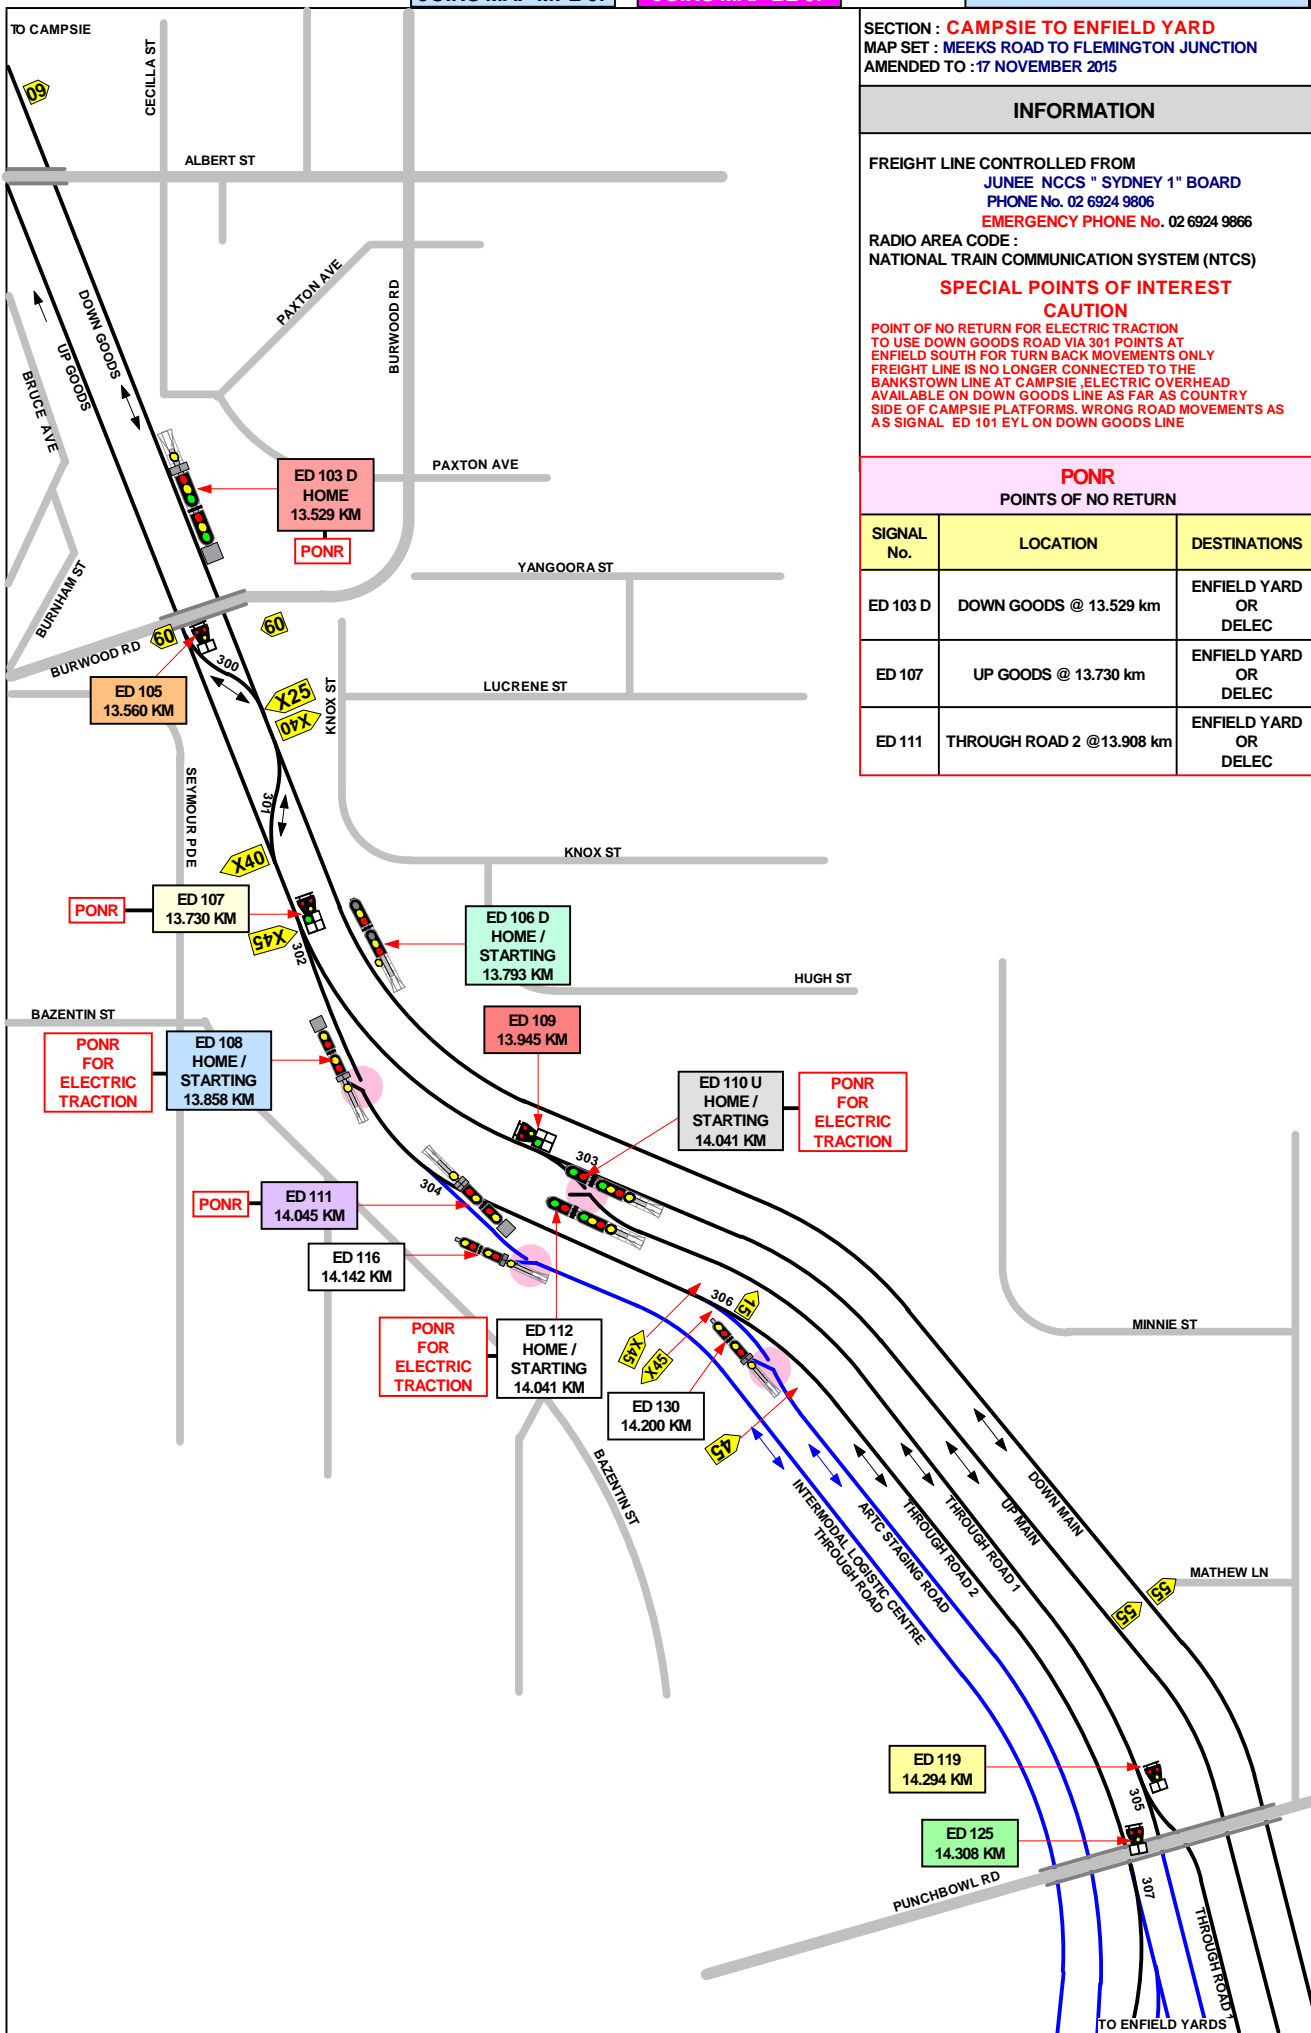 TO CAMPSIE
SECTION : CAMPSIE TO ENFIELD YARD
MAP SET : MEEKS ROAD TO FLEMINGTON JUNCTION
AMENDED TO :17 NOVEMBER 2015
INFORMATION
FREIGHT LINE CONTROLLED FROM
JUNEE NCCS " SYDNEY 1" BOARD
PHONE No. 02 6924 9806
EMERGENCY PHONE No. 02 6924 9866
RADIO AREA CODE :
NATIONAL TRAIN COMMUNICATION SYSTEM (NTCS)
SPECIAL POINTS OF INTEREST
CAUTION
POINT OF NO RETURN FOR ELECTRIC TRACTION
TO USE DOWN GOODS ROAD VIA 301 POINTS AT
ENFIELD SOUTH FOR TURN BACK MOVEMENTS ONLY
FREIGHT LINE IS NO LONGER CONNECTED TO THE
BANKSTOWN LINE AT CAMPSIE ,ELECTRIC OVERHEAD
AVAILABLE ON DOWN GOODS LINE AS FAR AS COUNTRY
SIDE OF CAMPSIE PLATFORMS. WRONG ROAD MOVEMENTS AS
AS SIGNAL ED 101 EYL ON DOWN GOODS LINE
PONR
POINTS OF NO RETURN
SIGNAL No. LOCATION DESTINATIONS
ED 103 D DOWN GOODS @ 13.529 km ENFIELD YARD OR DELEC
ED 107 UP GOODS @ 13.730 km ENFIELD YARD OR DELEC
ED 111 THROUGH ROAD 2 @13.908 km ENFIELD YARD OR DELEC
60
CECILLA ST
ALBERT ST
PAXTON AVE
BURWOOD RD
DOWN GOODS
UP GOODS
BRUCE AVE
PAXTON AVE
ED 103 D
HOME
13.529 KM
PONR
YANGOORA ST
BURNHAM ST
60
60
BURWOOD RD
300
ED 105
13.560 KM
X25
X40
KNOX ST
LUCRENE ST
SEYMOUR PDE
301
X40
KNOX ST
PONR
ED 107
13.730 KM
X45
302
ED 106 D
HOME /
STARTING
13.793 KM
HUGH ST
BAZENTIN ST
PONR
FOR
ELECTRIC
TRACTION
ED 108
HOME /
STARTING
13.858 KM
ED 109
13.945 KM
ED 110 U
HOME /
STARTING
14.041 KM
PONR
FOR
ELECTRIC
TRACTION
303
304
PONR
ED 111
14.045 KM
ED 116
14.142 KM
306
15
X45
X45
PONR
FOR
ELECTRIC
TRACTION
ED 112
HOME /
STARTING
14.041 KM
ED 130
14.200 KM
45
MINNIE ST
BAZENTIN ST
INTERMODAL LOGISTIC CENTRE
THROUGH ROAD
ARTC STAGING ROAD
THROUGH ROAD 2
THROUGH ROAD 1
UP MAIN
DOWN MAIN
55
55
MATHEW LN
ED 119
14.294 KM
305
ED 125
14.308 KM
PUNCHBOWL RD
307
THROUGH ROAD 1
TO ENFIELD YARDS